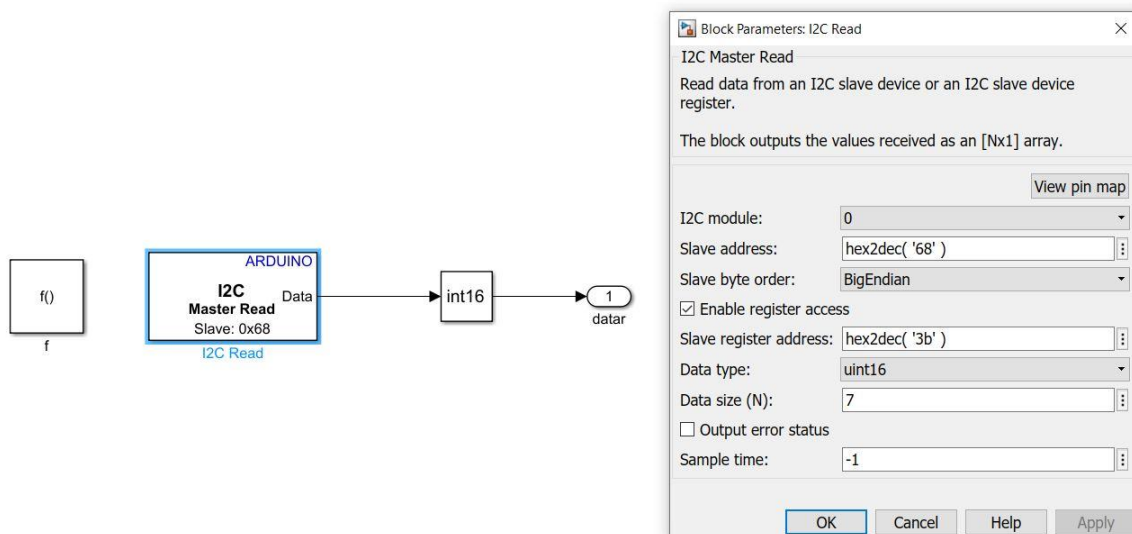 f()
f
ARDUINO
I2C
Master Read
Data
Slave: 0x68
I2C Read
int16
1
datar
Block Parameters: I2C Read
I2C Master Read
Read data from an I2C slave device or an I2C slave device
register.
The block outputs the values received as an [Nx1] array.
View pin map
I2C module: 0
Slave address: hex2dec( '68' )
Slave byte order: BigEndian
Enable register access
Slave register address: hex2dec( '3b' )
Data type: uint16
Data size (N): 7
Output error status
Sample time: -1
OK Cancel Help Apply